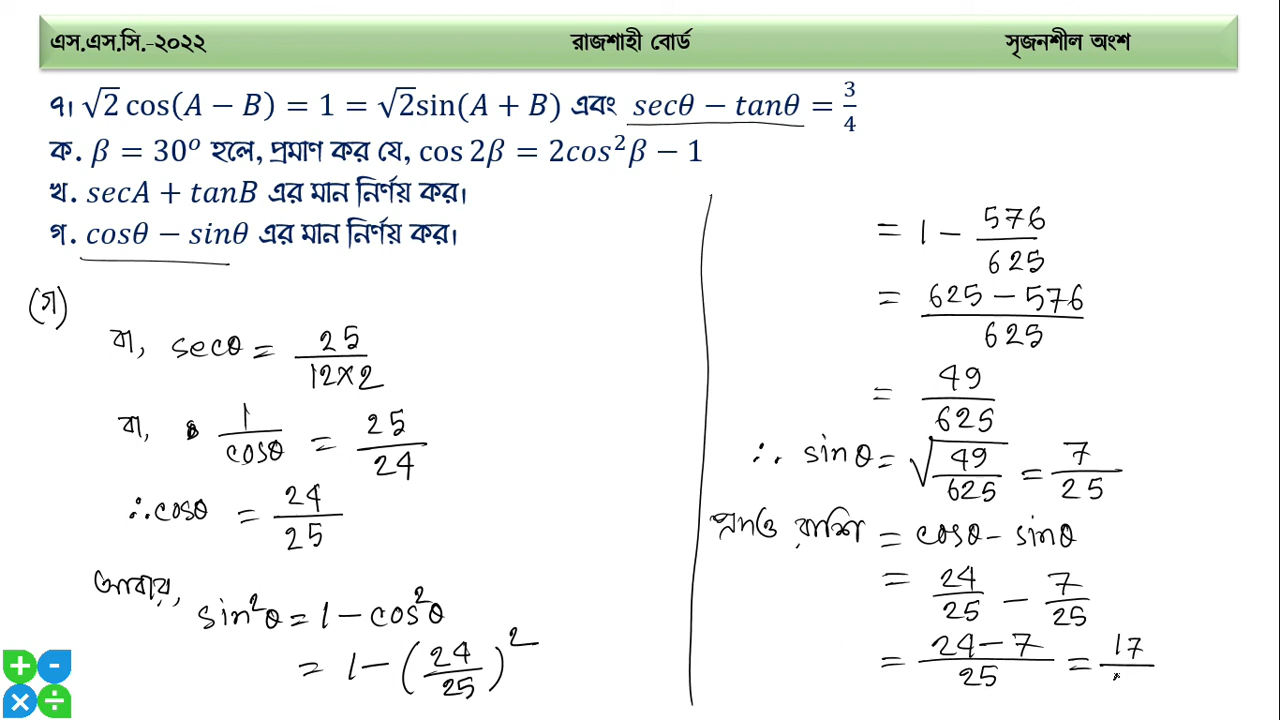 এস.এস.সি.-২০২২ রাজশাহী বোর্ড সৃজনশীল অংশ
৭। √2 cos(A − B) = 1 = √2sin(A + B) এবং secθ − tanθ = 3/4
ক. β = 30° হলে, প্রমাণ কর যে, cos 2β = 2cos²β − 1
খ. secA + tanB এর মান নির্ণয় কর।
গ. cosθ − sinθ এর মান নির্ণয় কর।
(গ)
বা, secθ = 25/12×2
বা, 1/cosθ = 25/24
∴ cosθ = 24/25
আবার,
sin²θ = 1 − cos²θ
= 1 − (24/25)²
= 1 − 576/625
= 625 − 576/625
= 49/625
∴ sinθ = √49/625 = 7/25
প্রদত্ত রাশি = cosθ − sinθ
= 24/25 − 7/25
= 24 − 7/25 = 17/